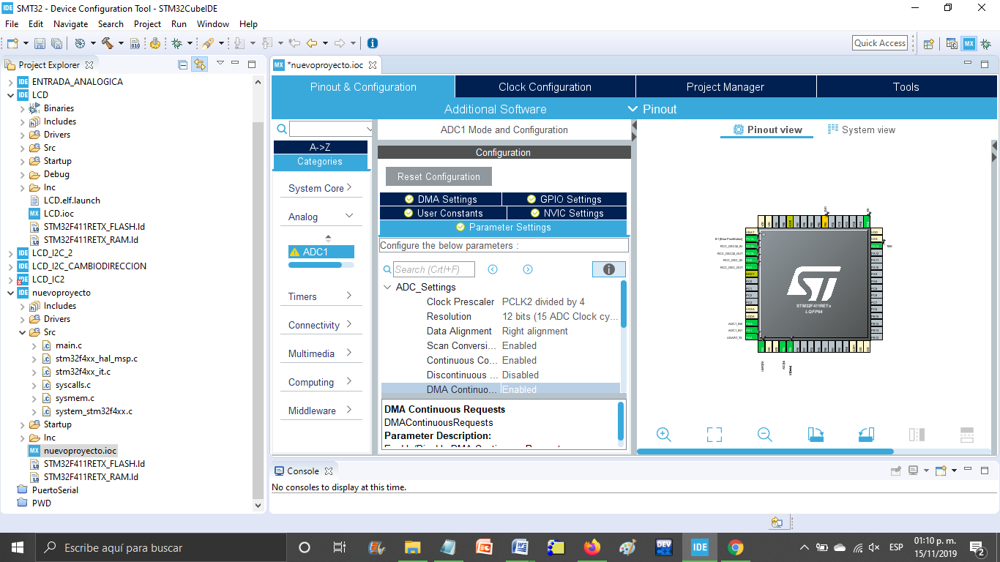 SMT32 - Device Configuration Tool - STM32CubeIDE
File Edit Navigate Search Project Run Window Help
Quick Access
Project Explorer
ENTRADA_ANALOGICA
LCD
Binaries
Includes
Drivers
Src
Startup
Debug
Inc
LCD.elf.launch
LCD.ioc
STM32F411RETX_FLASH.ld
STM32F411RETX_RAM.ld
LCD_I2C_2
LCD_I2C_CAMBIODIRECCION
LCD_IC2
nuevoproyecto
Includes
Drivers
Src
main.c
stm32f4xx_hal_msp.c
stm32f4xx_it.c
syscalls.c
sysmem.c
system_stm32f4xx.c
Startup
Inc
nuevoproyecto.ioc
STM32F411RETX_FLASH.ld
STM32F411RETX_RAM.ld
PuertoSerial
PWD
*nuevoproyecto.ioc
Pinout & Configuration
Clock Configuration
Project Manager
Tools
Additional Software
Pinout
A->Z
Categories
System Core
Analog
ADC1
Timers
Connectivity
Multimedia
Computing
Middleware
ADC1 Mode and Configuration
Configuration
Reset Configuration
DMA Settings
GPIO Settings
User Constants
NVIC Settings
Parameter Settings
Configure the below parameters :
Search (Crtl+F)
ADC_Settings
Clock Prescaler PCLK2 divided by 4
Resolution 12 bits (15 ADC Clock cy...
Data Alignment Right alignment
Scan Conversi... Enabled
Continuous Co... Enabled
Discontinuous ... Disabled
DMA Continuo... Enabled
DMA Continuous Requests
DMAContinuousRequests
Parameter Description:
Pinout view
System view
STM32F411RETx
LQFP64
Console
No consoles to display at this time.
Escribe aquí para buscar
DEV
IDE
ESP
01:10 p. m.
15/11/2019
2